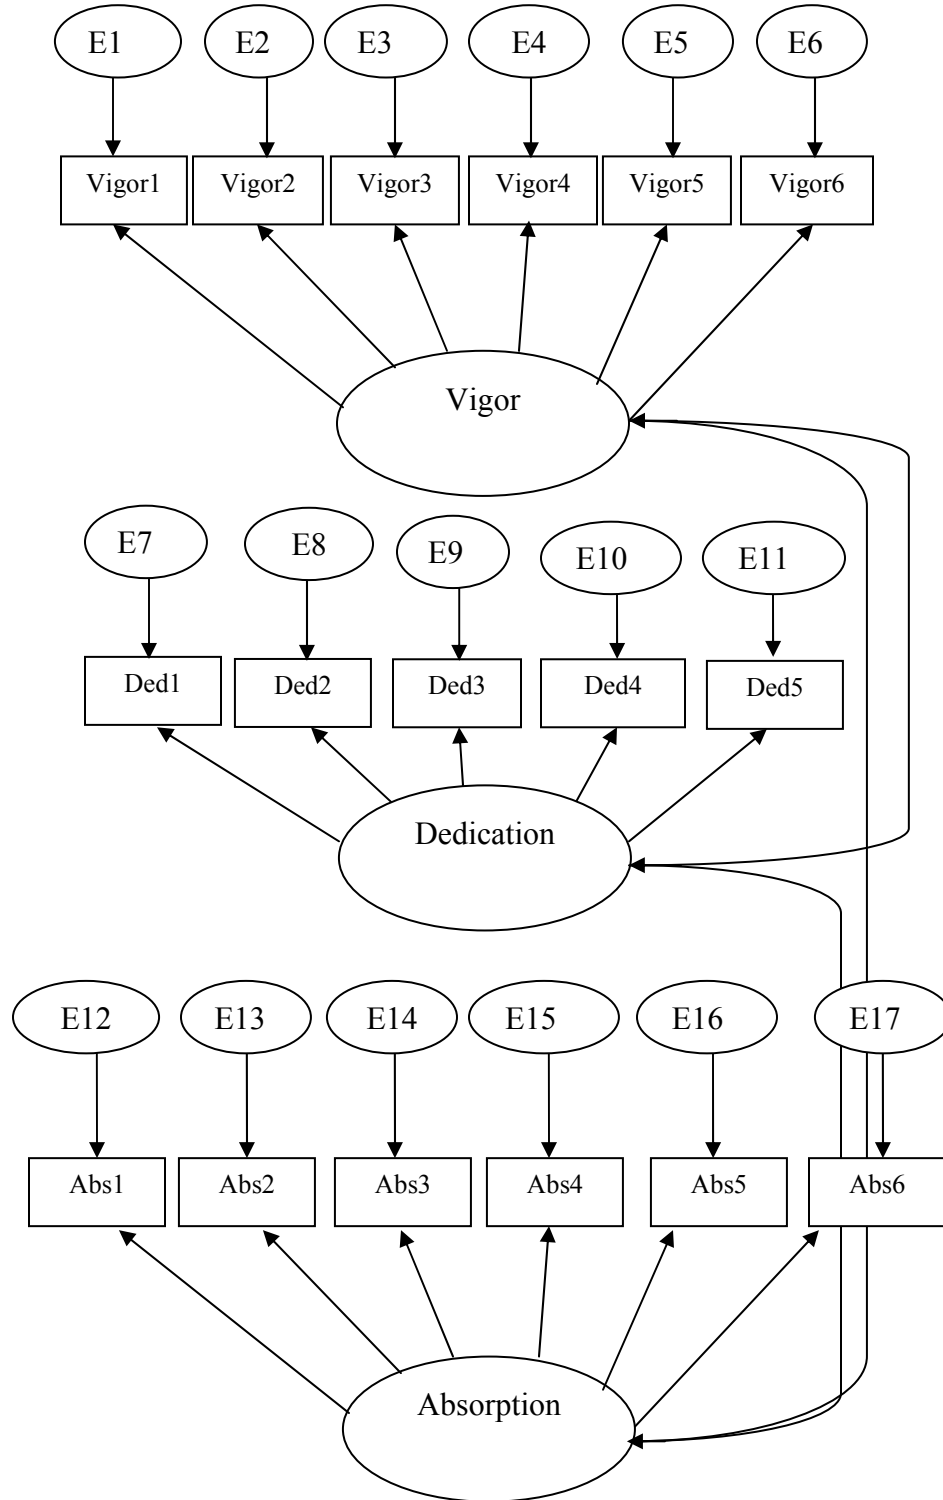 E1 E2 E3 E4 E5 E6
Vigor1 Vigor2 Vigor3 Vigor4 Vigor5 Vigor6
Vigor
E7 E8 E9 E10 E11
Ded1 Ded2 Ded3 Ded4 Ded5
Dedication
E12 E13 E14 E15 E16 E17
Abs1 Abs2 Abs3 Abs4 Abs5 Abs6
Absorption